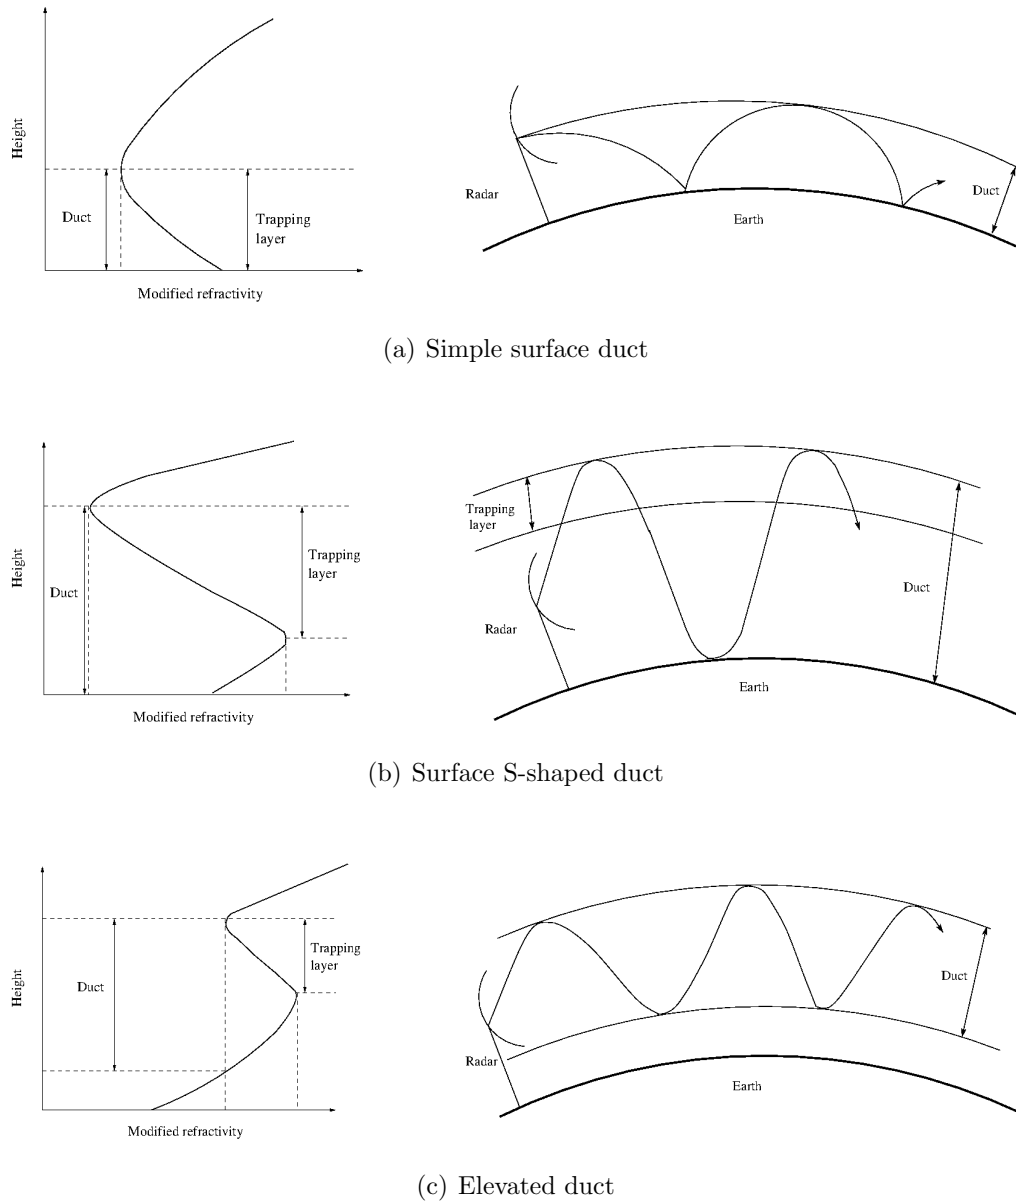 Height
Duct
Trapping
layer
Modified refractivity
Radar
Earth
Duct
(a) Simple surface duct
Height
Duct
Trapping
layer
Modified refractivity
Trapping
layer
Radar
Duct
Earth
(b) Surface S-shaped duct
Height
Duct
Trapping
layer
Modified refractivity
Radar
Duct
Earth
(c) Elevated duct